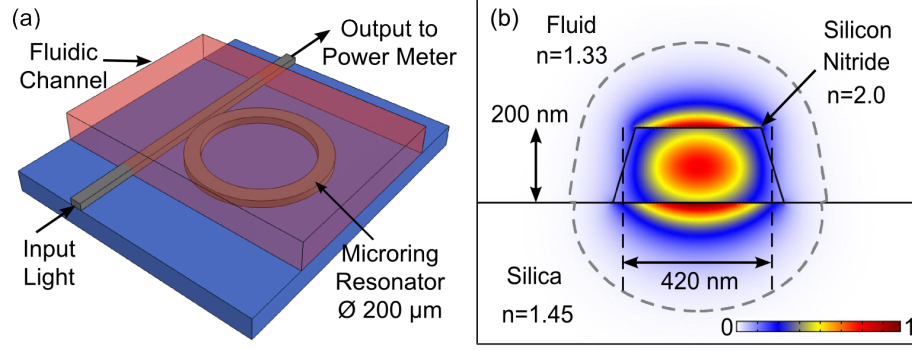 (a)
Fluidic
Channel
Output to
Power Meter
Input
Light
Microring
Resonator
Ø 200 µm
(b)
Fluid
n=1.33
Silicon
Nitride
n=2.0
200 nm
420 nm
Silica
n=1.45
0
1